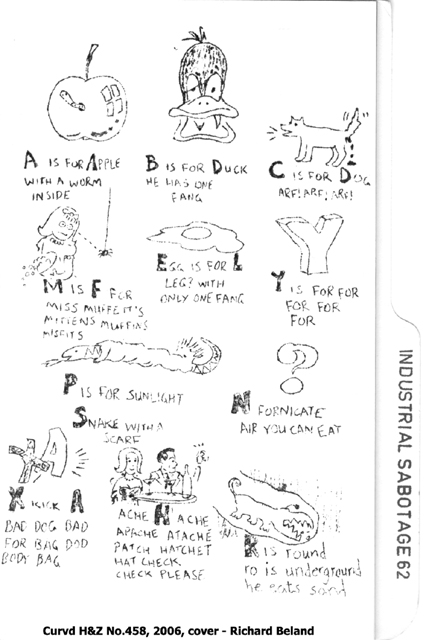 A IS FOR APPLE
WITH A WORM
INSIDE
B IS FOR DUCK
HE HAS ONE
FANG
C IS FOR DOG
ARF! ARF! ARF!
M IS F FOR
MISS MUFFETT'S
MITTENS MUFFINS
MISFITS
EGG IS FOR L
LEG? WITH
ONLY ONE FANG
Y IS FOR FOR
FOR FOR FOR
FOR
P IS FOR SUNLIGHT
SNAKE WITH A
SCARF
N FORNICATE
AIR YOU CAN EAT
K KICK A
BAD DOG BAD
FOR BAG DOD
BODY BAG
ACHE H ACHE
APACHE ATACHÉ
PATCH HATCHET
HAT CHECK
CHECK PLEASE
R is round
ro is underground
he eats sand
INDUSTRIAL SABOTAGE 62
Curvd H&Z No.458, 2006, cover - Richard Beland